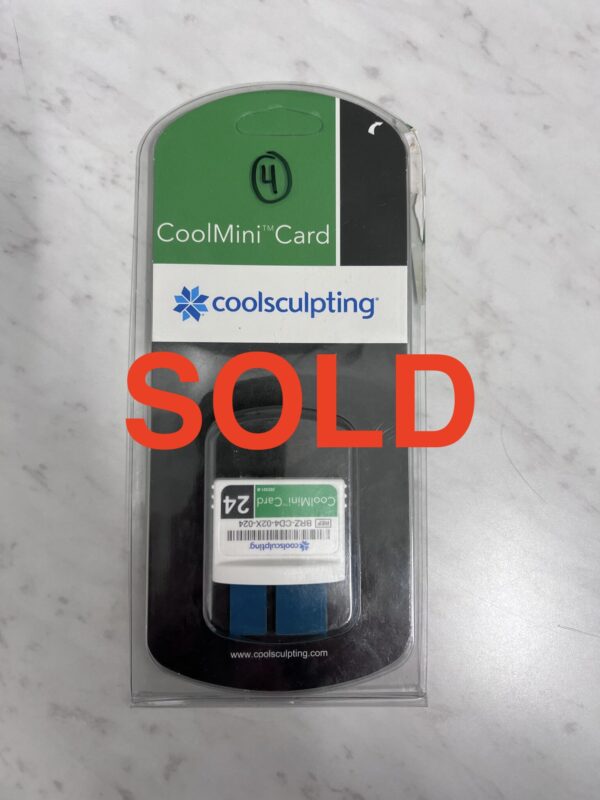 4
CoolMini™ Card
coolsculpting®
SOLD
24
CoolMini™ Card
REF BRZ-CD4-02X-024
coolsculpting
www.coolsculpting.com